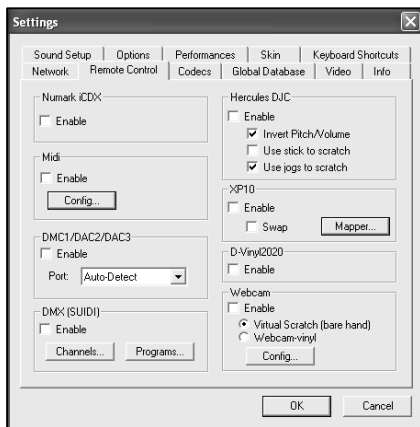 Settings
Sound Setup Options Performances Skin Keyboard Shortcuts
Network Remote Control Codecs Global Database Video Info
Numark iCDX
Enable
Midi
Enable
Config...
DMC1/DAC2/DAC3
Enable
Port: Auto-Detect
DMX (SUIDI)
Enable
Channels... Programs...
Hercules DJC
Enable
Invert Pitch/Volume
Use stick to scratch
Use jogs to scratch
XP10
Enable
Swap Mapper...
D-Vinyl2020
Enable
Webcam
Enable
Virtual Scratch (bare hand)
Webcam-vinyl
Config...
OK Cancel